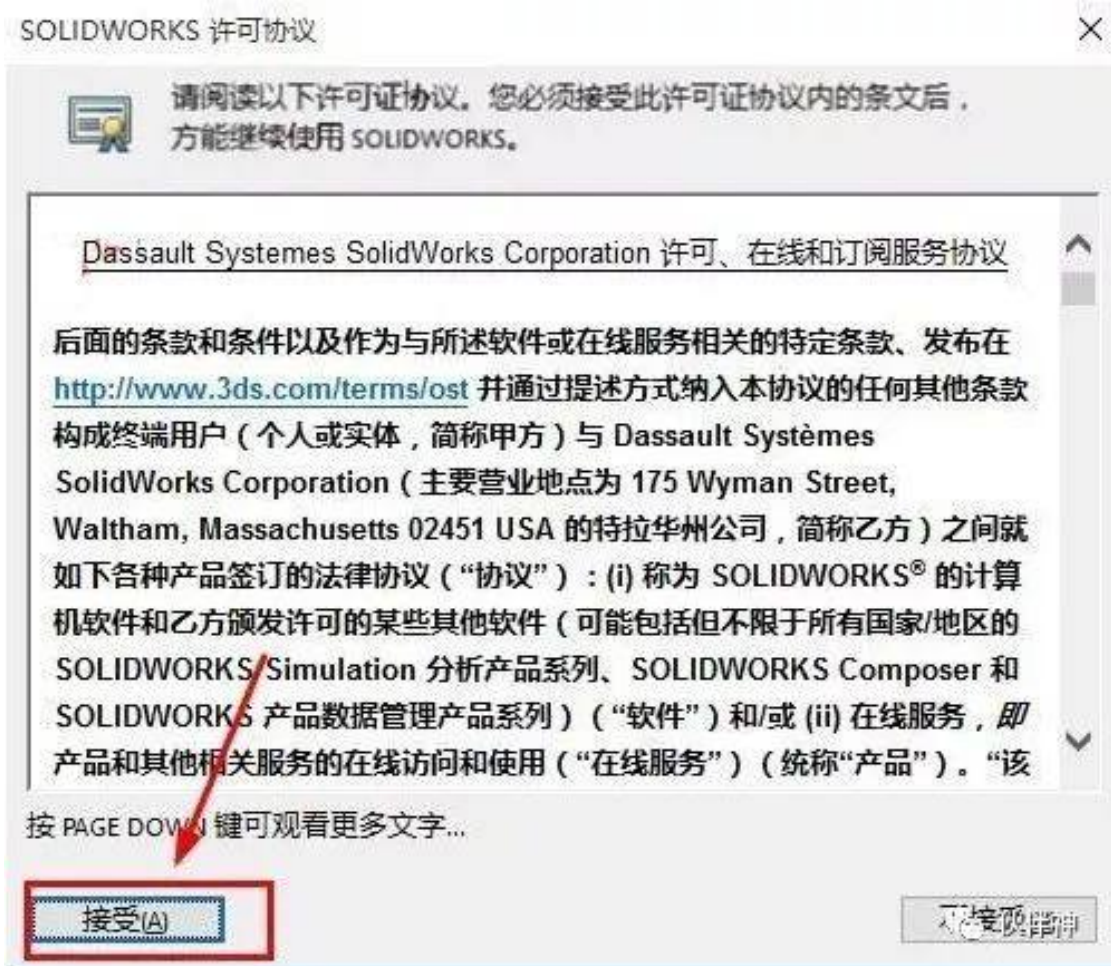 SOLIDWORKS 许可协议
请阅读以下许可证协议。您必须接受此许可证协议内的条文后，
方能继续使用 SOLIDWORKS。
Dassault Systemes SolidWorks Corporation 许可、在线和订阅服务协议
后面的条款和条件以及作为与所述软件或在线服务相关的特定条款、发布在
http://www.3ds.com/terms/ost 并通过提述方式纳入本协议的任何其他条款
构成终端用户（个人或实体，简称甲方）与 Dassault Systèmes
SolidWorks Corporation（主要营业地点为 175 Wyman Street,
Waltham, Massachusetts 02451 USA 的特拉华州公司，简称乙方）之间就
如下各种产品签订的法律协议（“协议”）：(i) 称为 SOLIDWORKS® 的计算
机软件和乙方颁发许可的某些其他软件（可能包括但不限于所有国家/地区的
SOLIDWORKS Simulation 分析产品系列、SOLIDWORKS Composer 和
SOLIDWORKS 产品数据管理产品系列）（“软件”）和/或 (ii) 在线服务，即
产品和其他相关服务的在线访问和使用（“在线服务”）（统称“产品”）。“该
按 PAGE DOWN 键可观看更多文字...
接受(A)